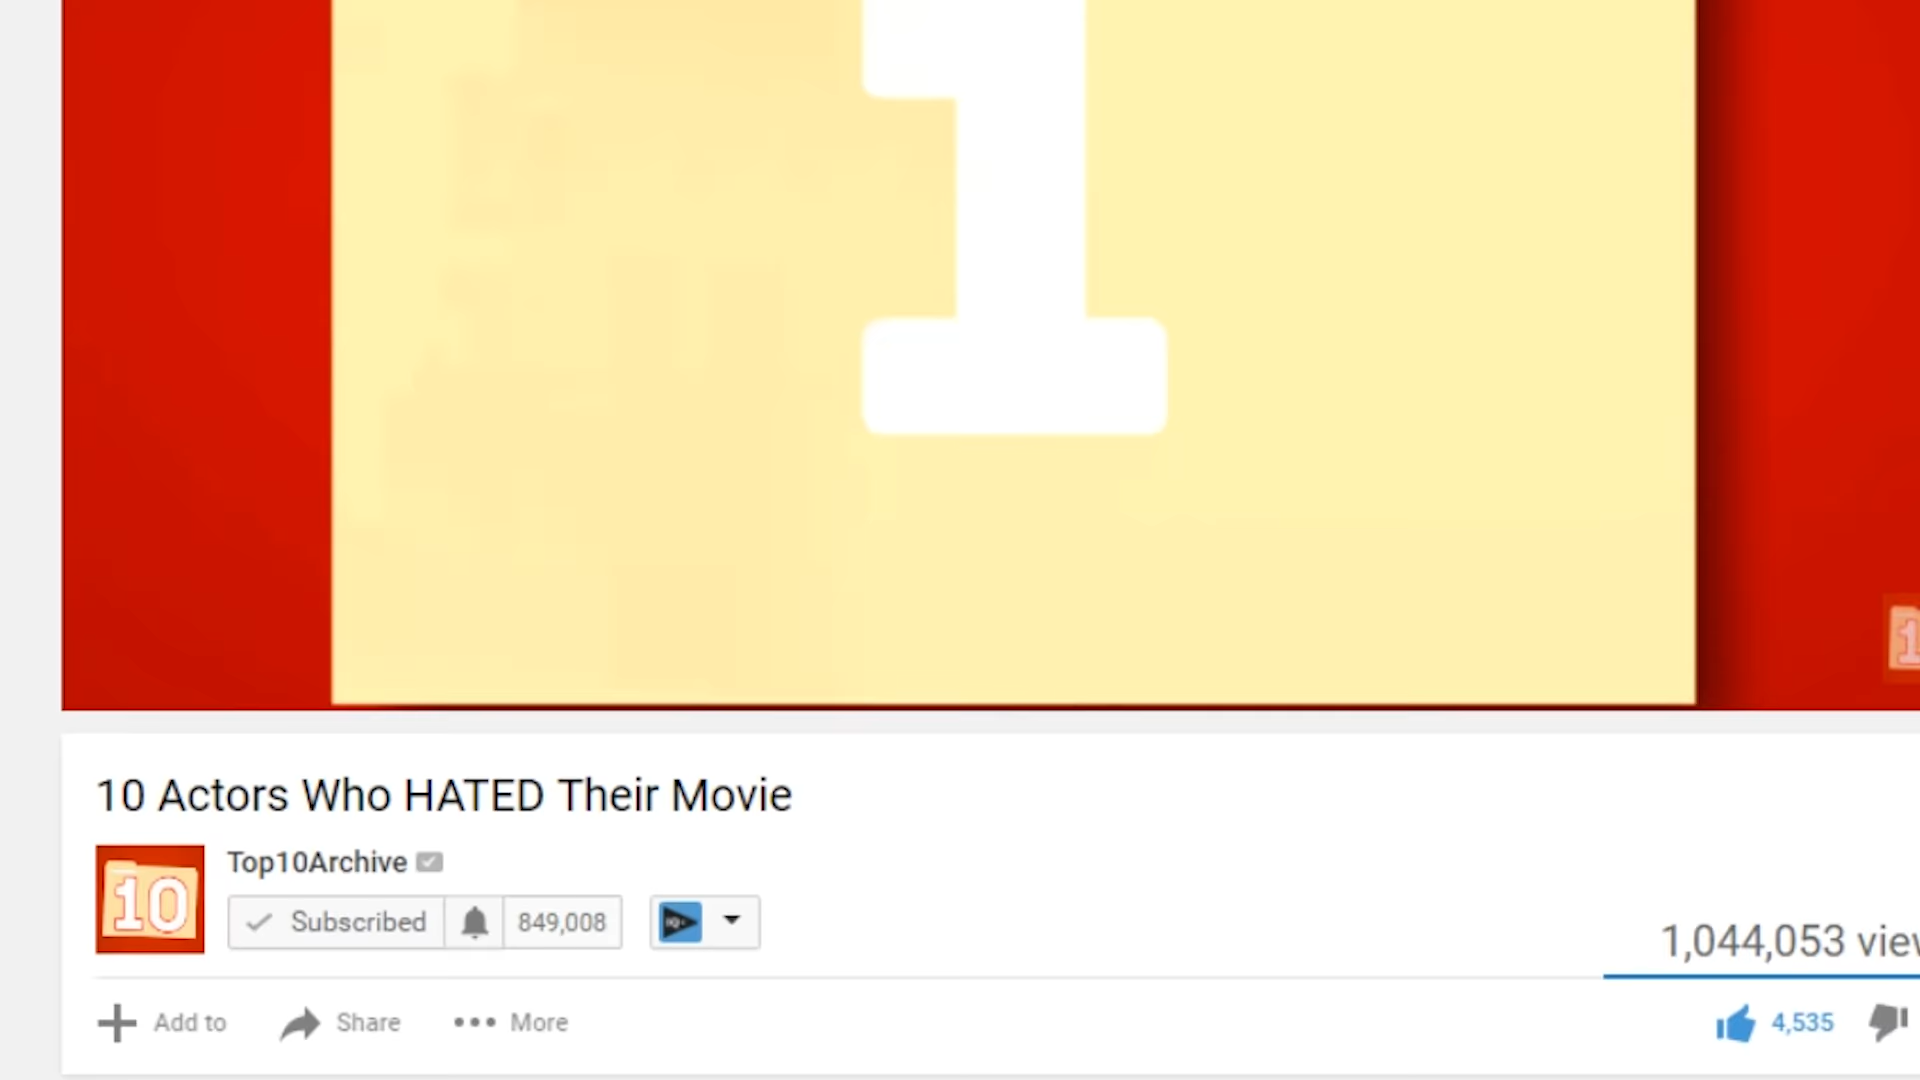 1
1
10 Actors Who HATED Their Movie
10
Top10Archive
Subscribed
849,008
1,044,053
Add to
Share
More
4,535